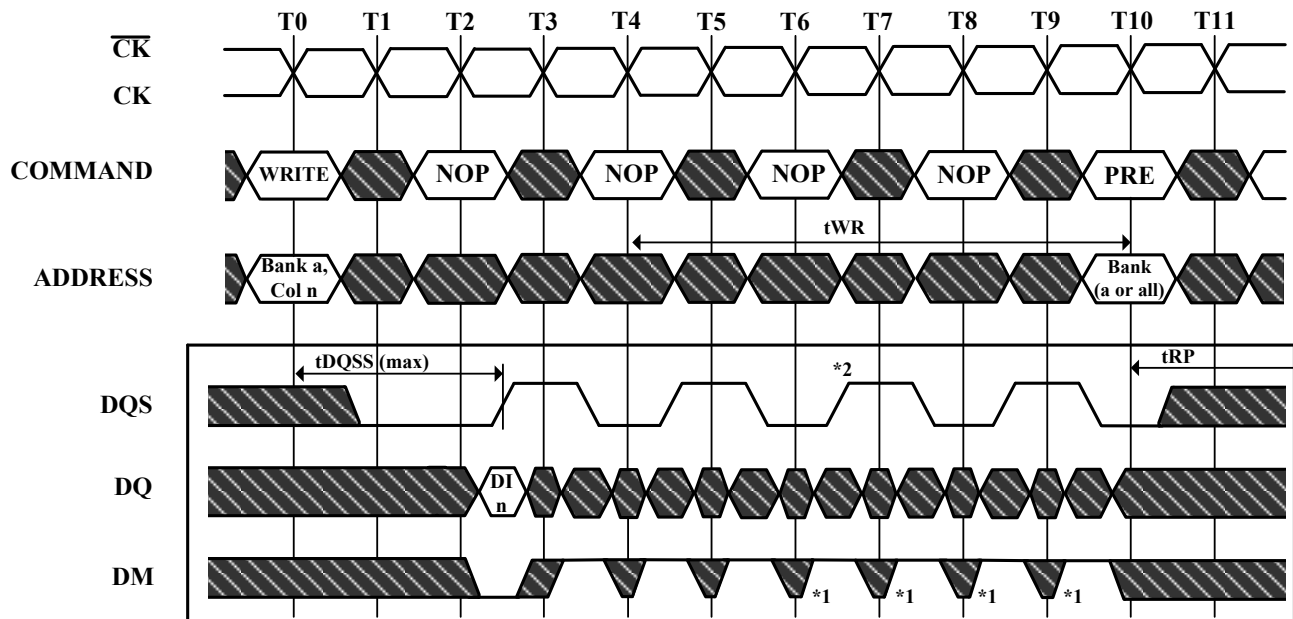 T0 T1 T2 T3 T4 T5 T6 T7 T8 T9 T10 T11
CK
CK
COMMAND
WRITE NOP NOP NOP NOP PRE
tWR
ADDRESS
Bank a,
Col n
Bank
(a or all)
tDQSS (max)
*2
tRP
DQS
DQ
DI
n
DM
*1 *1 *1 *1